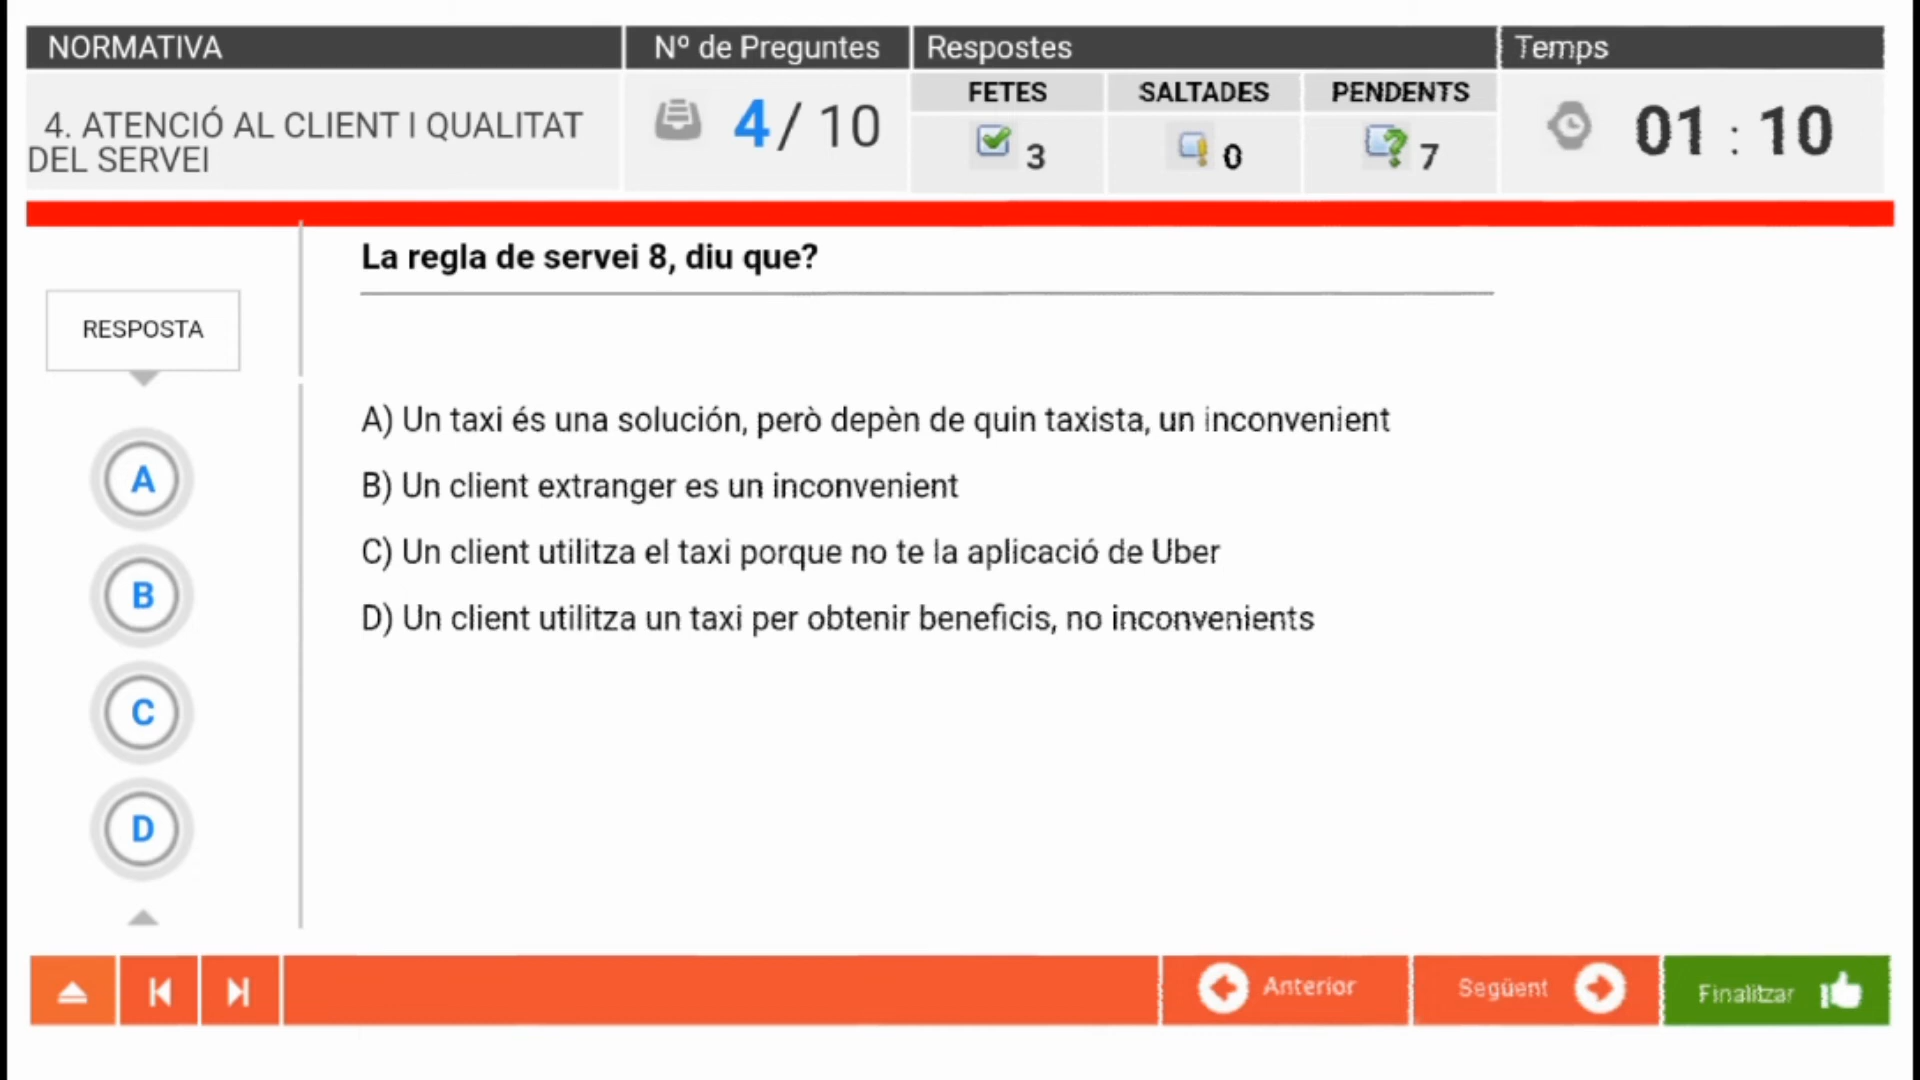 NORMATIVA
Nº de Preguntes
Respostes
Temps
4. ATENCIÓ AL CLIENT I QUALITAT
DEL SERVEI
4 / 10
FETES
SALTADES
PENDENTS
3
0
7
01 : 10
La regla de servei 8, diu que?
RESPOSTA
A) Un taxi és una solución, però depèn de quin taxista, un inconvenient
B) Un client extranger es un inconvenient
C) Un client utilitza el taxi porque no te la aplicació de Uber
D) Un client utilitza un taxi per obtenir beneficis, no inconvenients
A
B
C
D
Anterior
Següent
Finalitzar